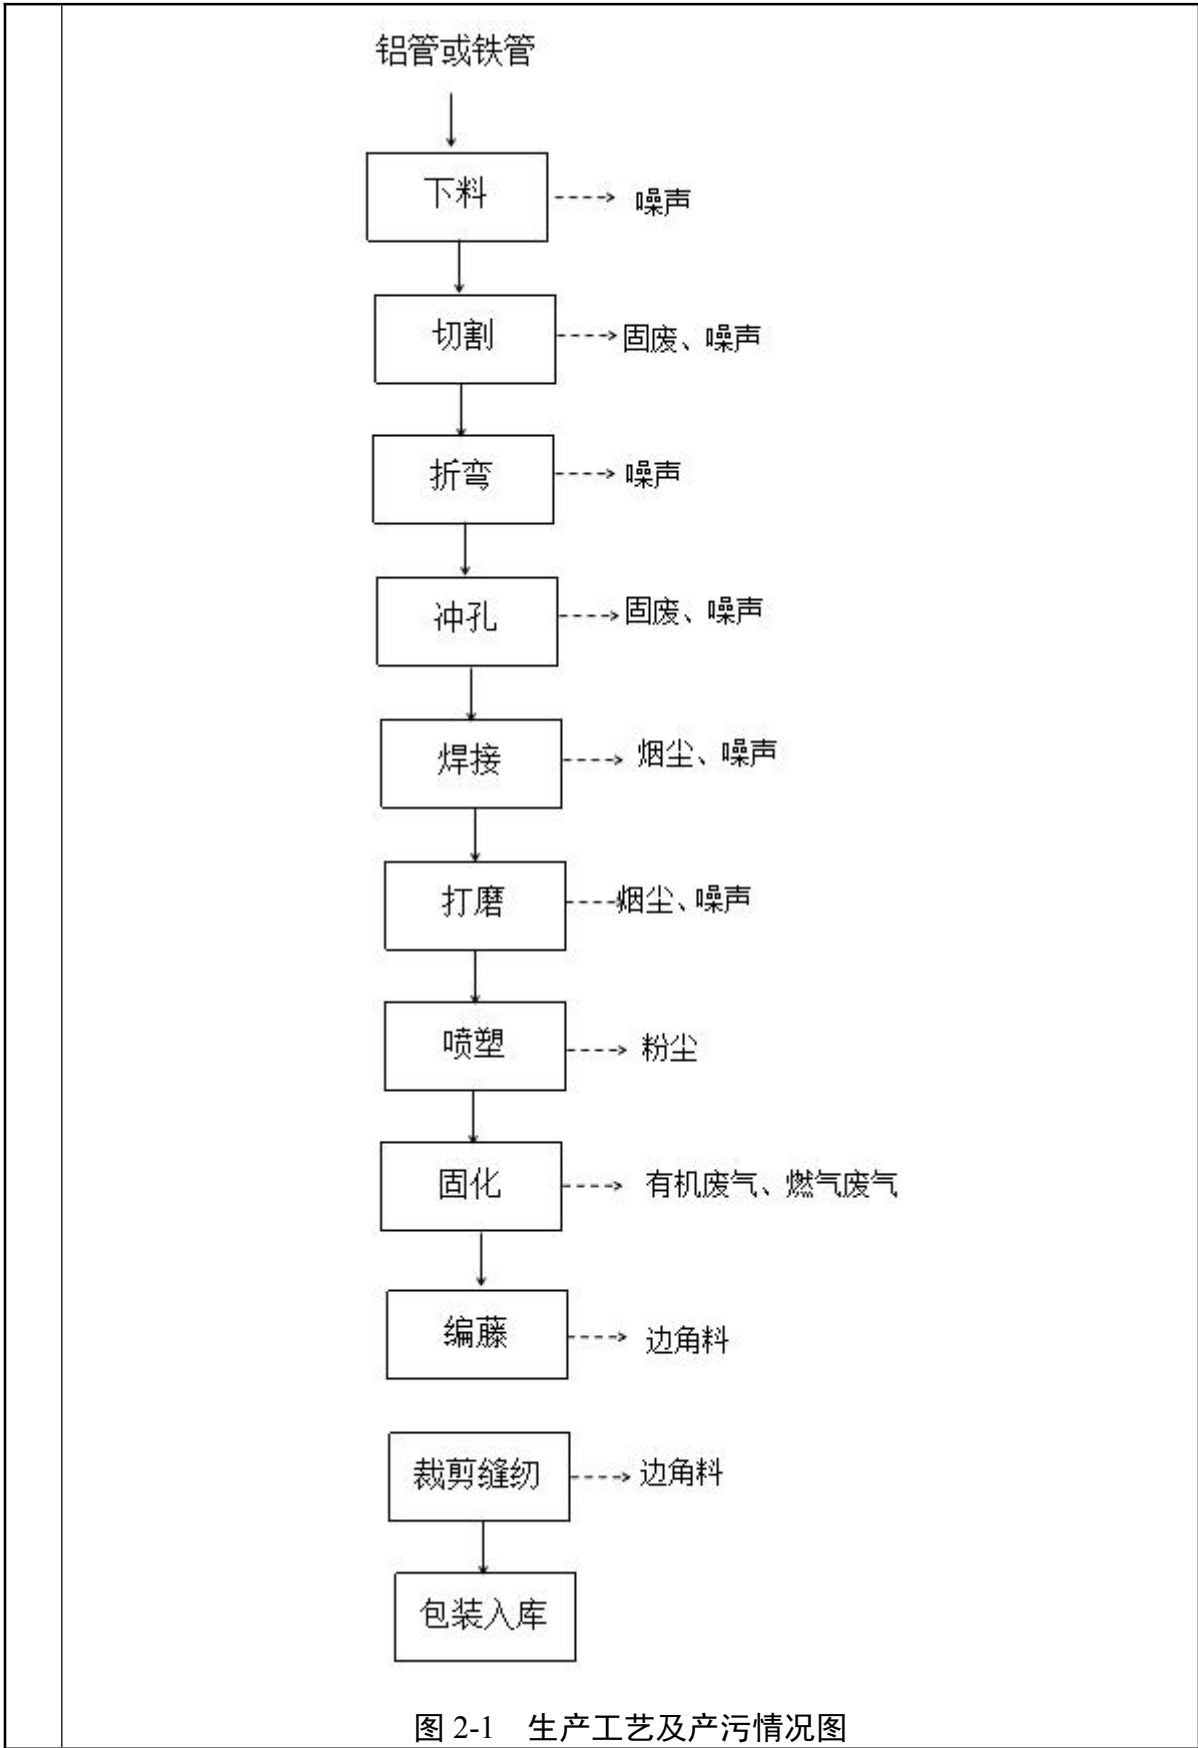 铝管或铁管
下料
噪声
切割
固废、噪声
折弯
噪声
冲孔
固废、噪声
焊接
烟尘、噪声
打磨
烟尘、噪声
喷塑
粉尘
固化
有机废气、燃气废气
编藤
边角料
裁剪缝纫
边角料
包装入库
图 2-1 生产工艺及产污情况图